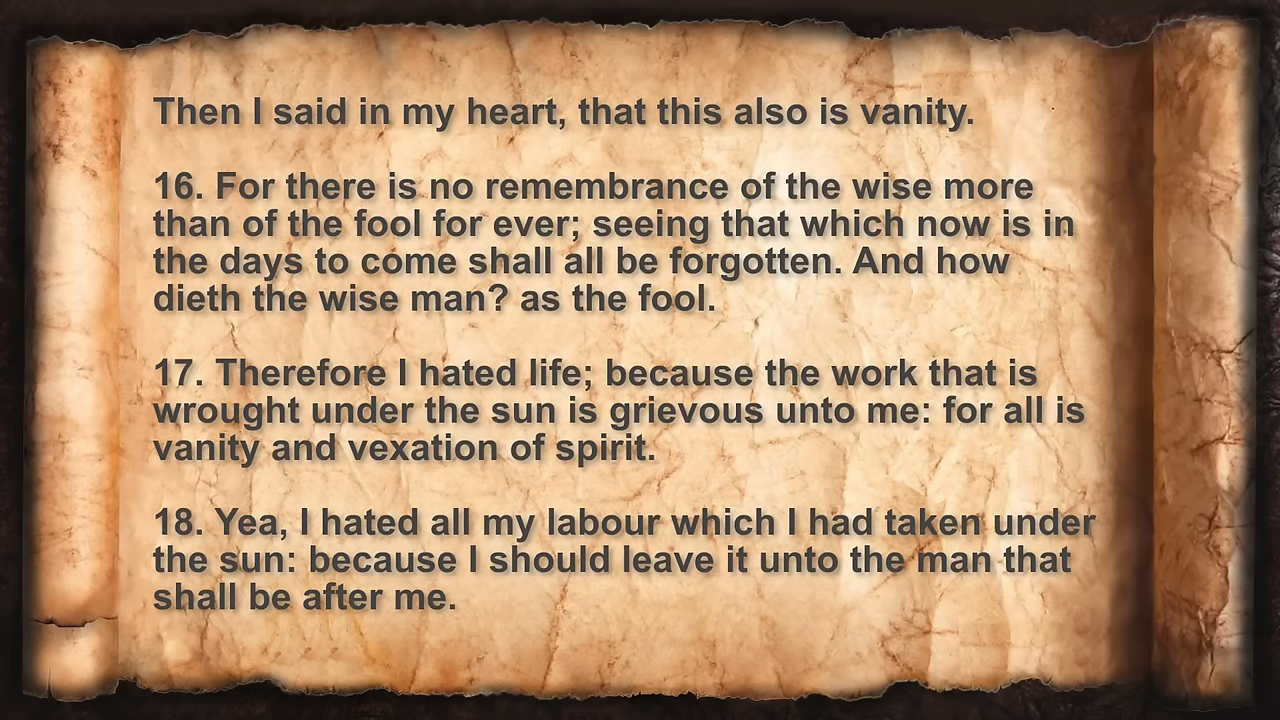 Then I said in my heart, that this also is vanity.
16. For there is no remembrance of the wise more
than of the fool for ever; seeing that which now is in
the days to come shall all be forgotten. And how
dieth the wise man? as the fool.
17. Therefore I hated life; because the work that is
wrought under the sun is grievous unto me: for all is
vanity and vexation of spirit.
18. Yea, I hated all my labour which I had taken under
the sun: because I should leave it unto the man that
shall be after me.